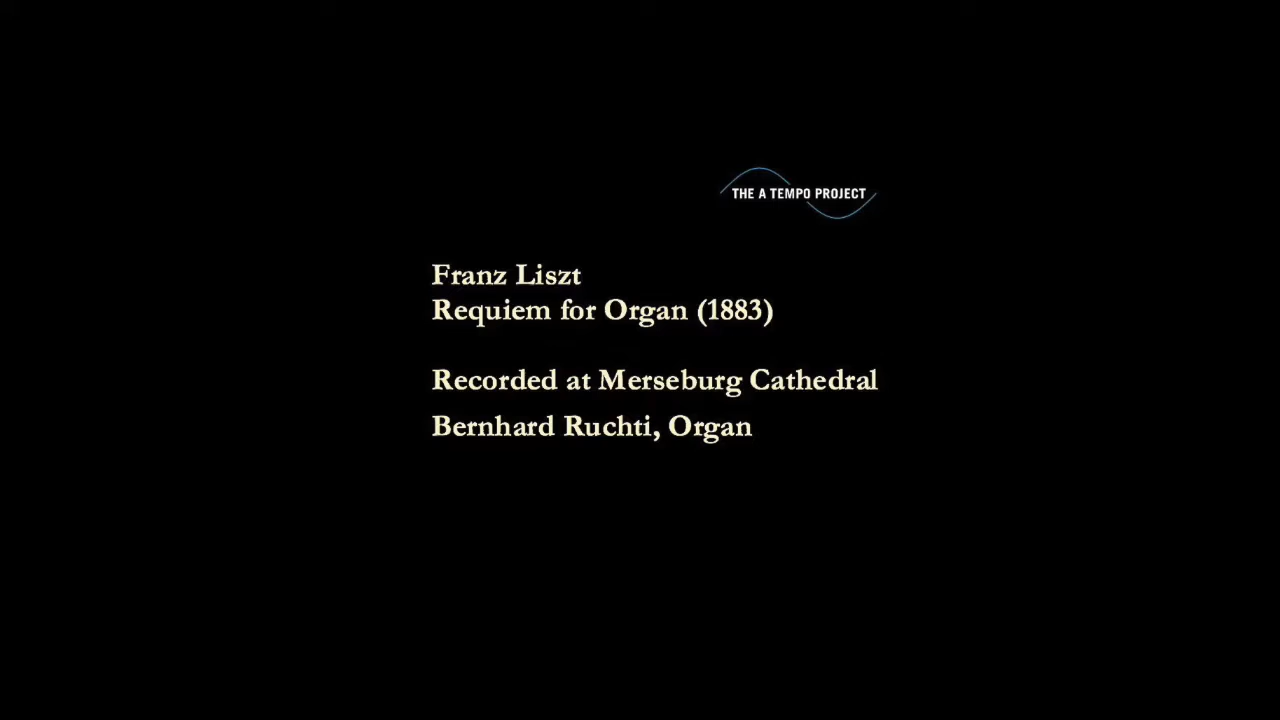 THE A TEMPO PROJECT
Franz Liszt
Requiem for Organ (1883)
Recorded at Merseburg Cathedral
Bernhard Ruchti, Organ